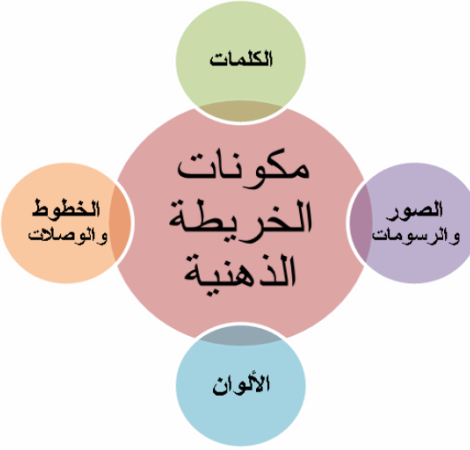 الكلمات
مكونات
الخريطة
الذهنية
الصور
والرسومات
الخطوط
والوصلات
الألوان